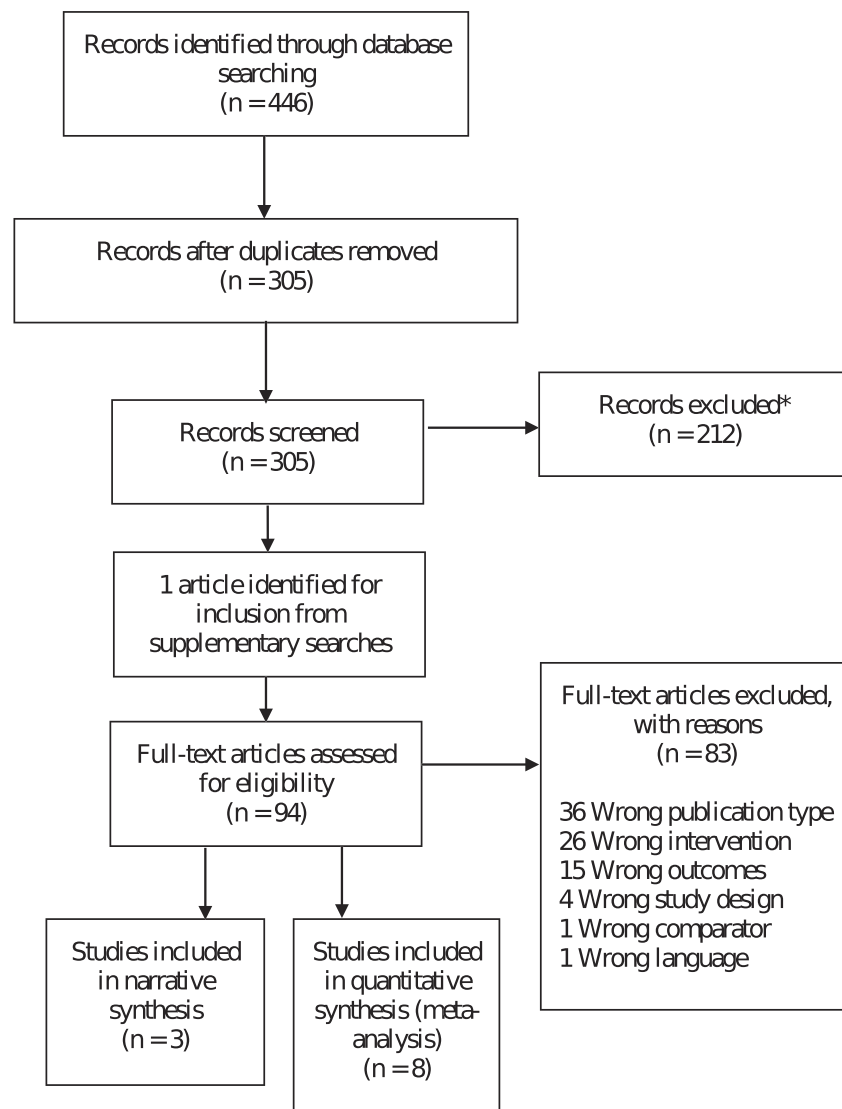 Records identified through database
searching
(n = 446)
Records after duplicates removed
(n = 305)
Records screened
(n = 305)
Records excluded*
(n = 212)
1 article identified for
inclusion from
supplementary searches
Full-text articles assessed
for eligibility
(n = 94)
Full-text articles excluded,
with reasons
(n = 83)
36 Wrong publication type
26 Wrong intervention
15 Wrong outcomes
4 Wrong study design
1 Wrong comparator
1 Wrong language
Studies included
in narrative
synthesis
(n = 3)
Studies included
in quantitative
synthesis (meta-
analysis)
(n = 8)